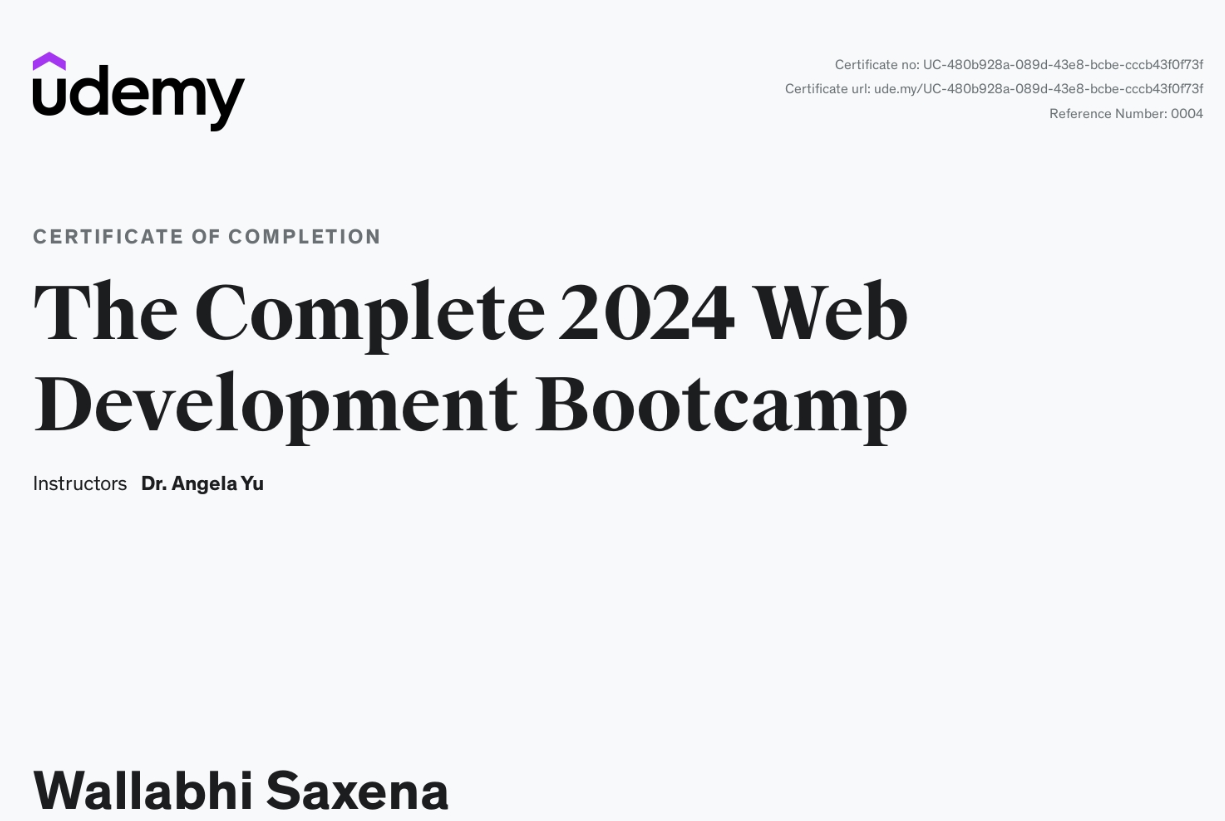 udemy
Certificate no: UC-480b928a-089d-43e8-bcbe-cccb43f0f73f
Certificate url: ude.my/UC-480b928a-089d-43e8-bcbe-cccb43f0f73f
Reference Number: 0004
CERTIFICATE OF COMPLETION
The Complete 2024 Web
Development Bootcamp
Instructors Dr. Angela Yu
Wallabhi Saxena